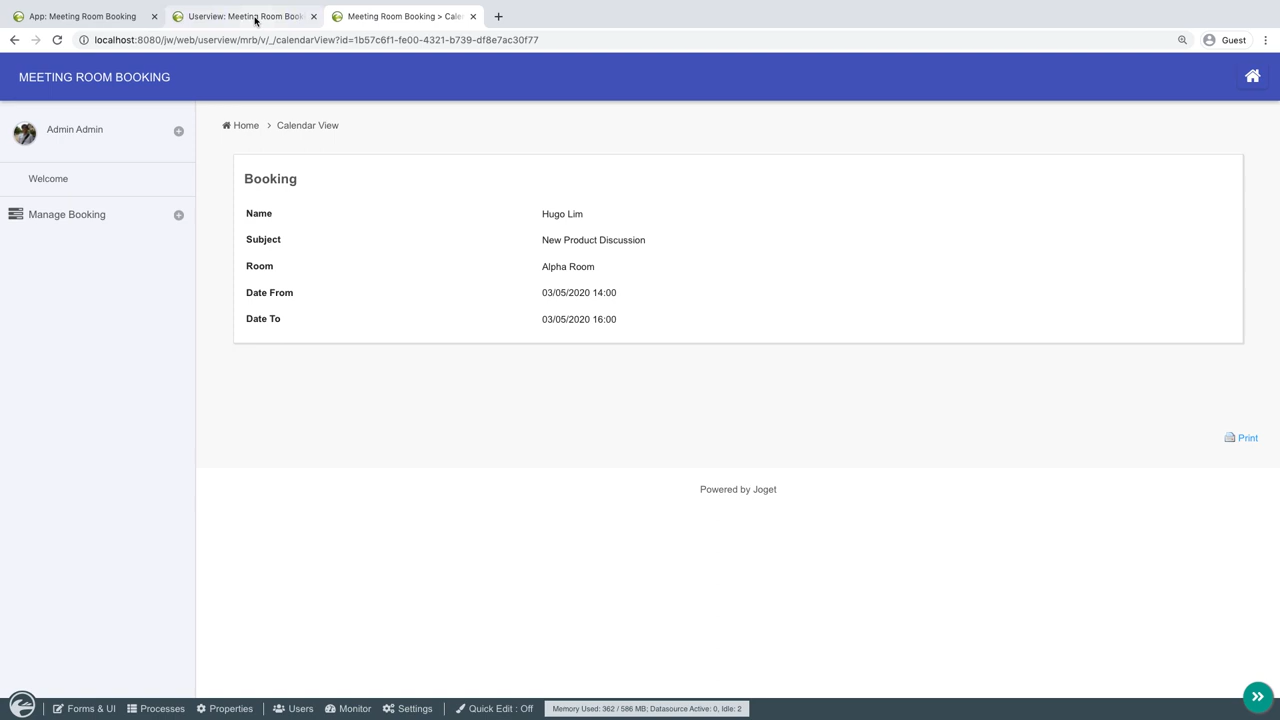 App: Meeting Room Booking
Userview: Meeting Room Book
Meeting Room Booking > Cale
localhost:8080/jw/web/userview/mrb/v/_/calendarView?id=1b57c6f1-fe00-4321-b739-df8e7ac30f77
Guest
MEETING ROOM BOOKING
Admin Admin
Welcome
Manage Booking
Home > Calendar View
Booking
Name Hugo Lim
Subject New Product Discussion
Room Alpha Room
Date From 03/05/2020 14:00
Date To 03/05/2020 16:00
Print
Powered by Joget
Forms & UI Processes Properties Users Monitor Settings Quick Edit : Off Memory Used: 362 / 586 MB; Datasource Active: 0, Idle: 2